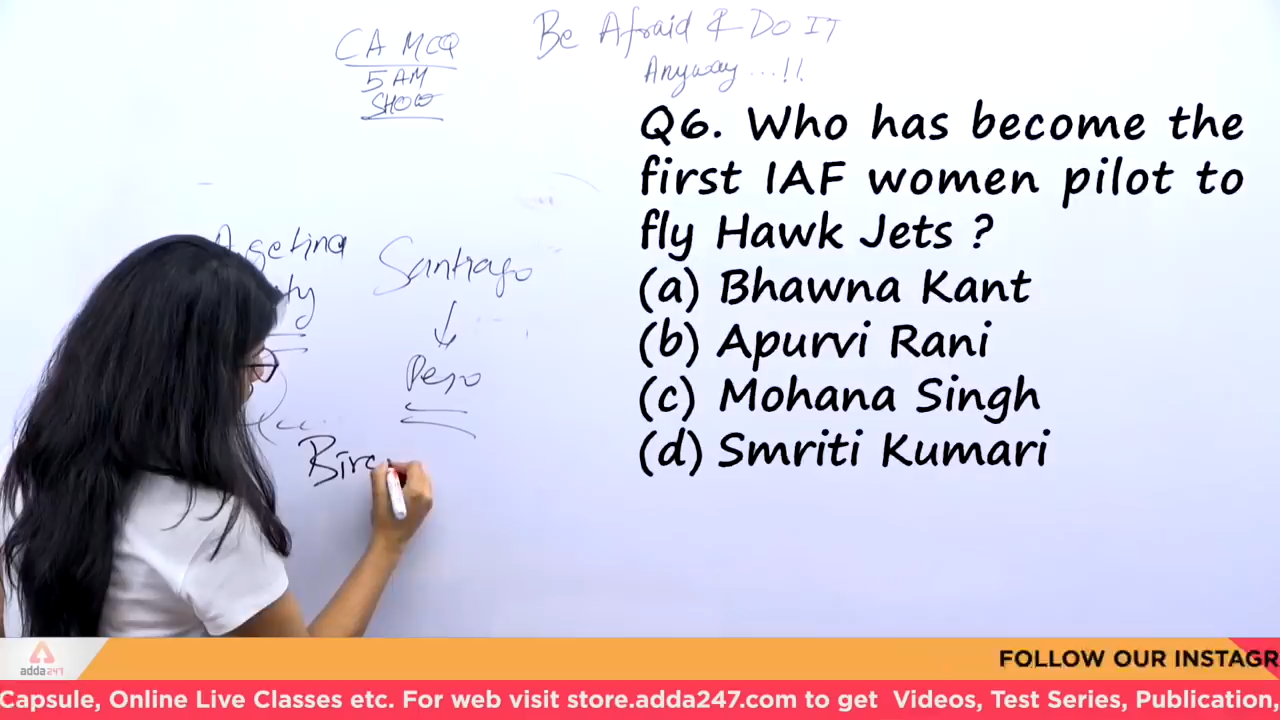 CA MCQ
5 AM
SHOW
Be Afraid & Do IT
Anyway ...!!
Q6. Who has become the
first IAF women pilot to
fly Hawk Jets ?
(a) Bhawna Kant
(b) Apurvi Rani
(c) Mohana Singh
(d) Smriti Kumari
Santiago
Peso
adda247
FOLLOW OUR INSTAGR
Capsule, Online Live Classes etc. For web visit store.adda247.com to get Videos, Test Series, Publication,